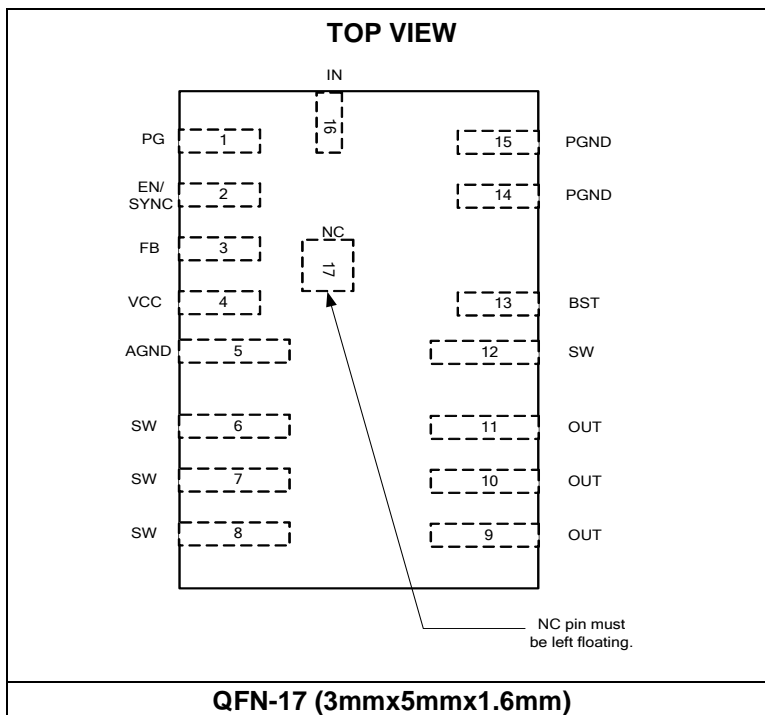 TOP VIEW
IN
16
PG 1
15 PGND
EN/
SYNC 2
14 PGND
FB 3
NC
17
VCC 4
13 BST
AGND 5
12 SW
SW 6
11 OUT
SW 7
10 OUT
SW 8
9 OUT
NC pin must
be left floating.
QFN-17 (3mmx5mmx1.6mm)